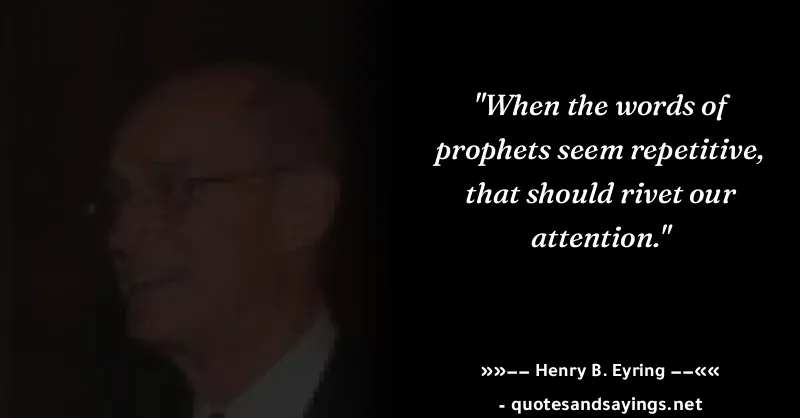 "When the words of
prophets seem repetitive,
that should rivet our
attention."
»»−− Henry B. Eyring −−««
- quotesandsayings.net